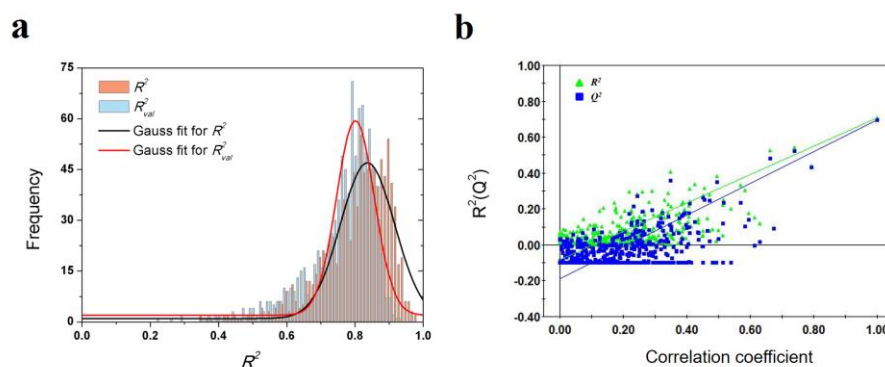 a
75
60
45
30
15
0
Frequency
R²
R²val
Gauss fit for R²
Gauss fit for R²val
0.0 0.2 0.4 0.6 0.8 1.0
R²
b
1.00
0.80
0.60
0.40
0.20
0.00
-0.20
-0.40
R²(Q²)
R²
Q²
0.00 0.20 0.40 0.60 0.80 1.00
Correlation coefficient